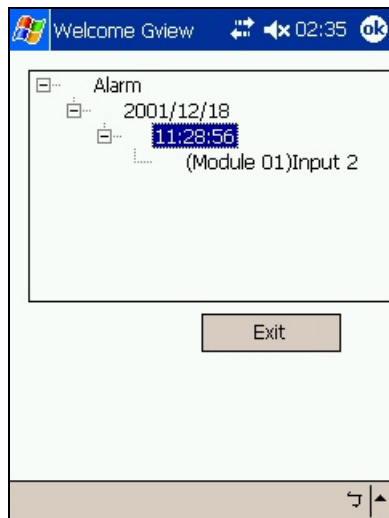 Welcome Gview 02:35 ok
Alarm
2001/12/18
11:28:56
(Module 01)Input 2
Exit